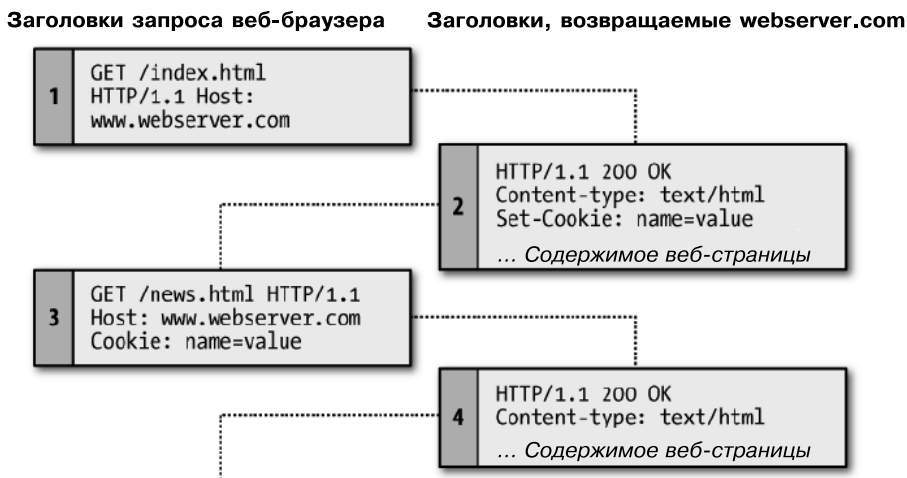 Заголовки запроса веб-браузера
Заголовки, возвращаемые webserver.com
1
GET /index.html
HTTP/1.1 Host:
www.webserver.com
2
HTTP/1.1 200 OK
Content-type: text/html
Set-Cookie: name=value
... Содержимое веб-страницы
3
GET /news.html HTTP/1.1
Host: www.webserver.com
Cookie: name=value
4
HTTP/1.1 200 OK
Content-type: text/html
... Содержимое веб-страницы